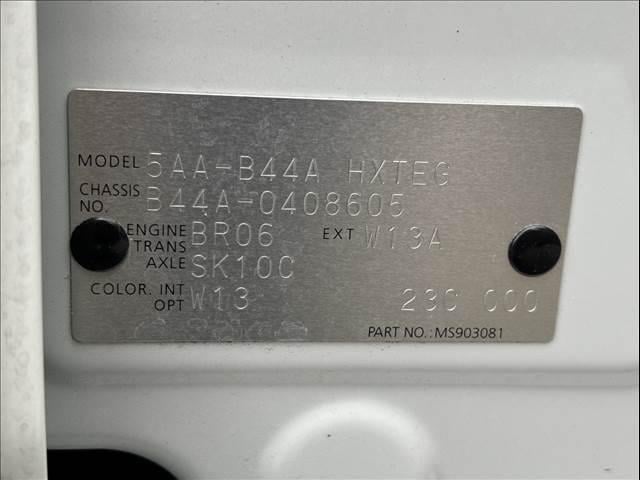 MODEL 5AA-B44A HXTEG
CHASSIS NO. B44A-0408605
ENGINE BR06 EXT W13A
TRANS AXLE SK10C
COLOR. INT OPT W13 23C 000
PART NO.:MS903081